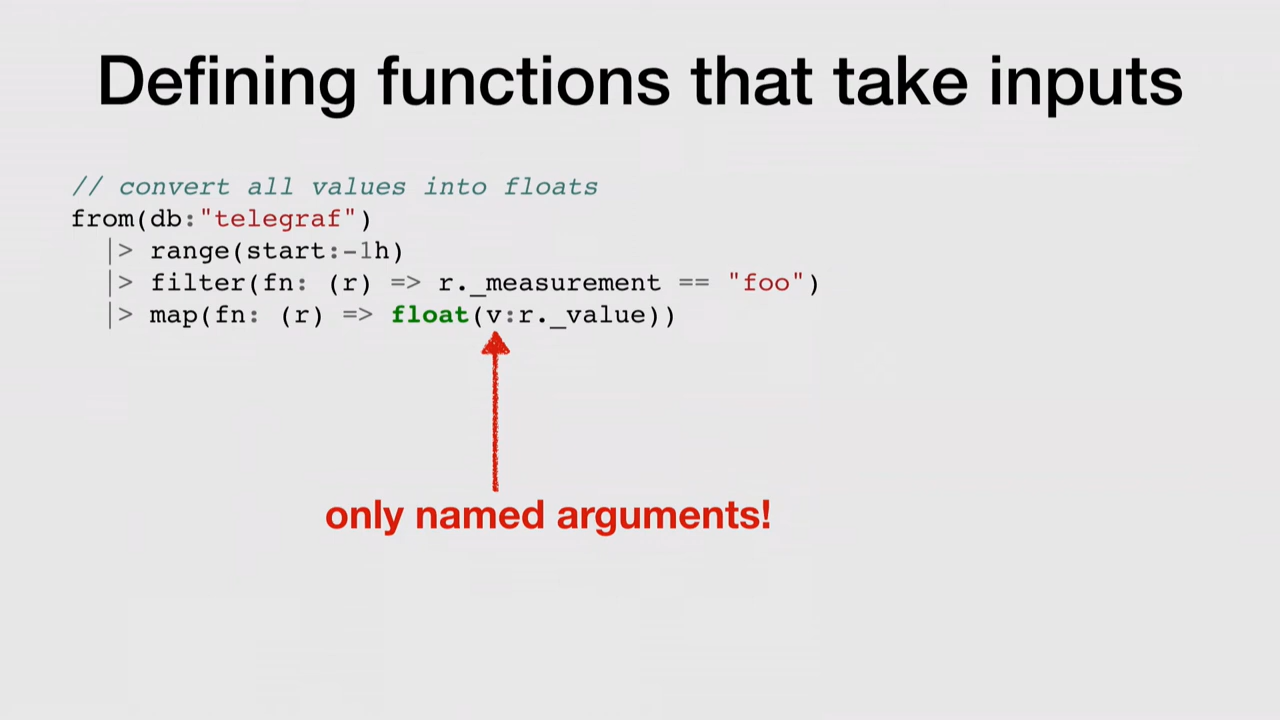 Defining functions that take inputs
// convert all values into floats
from(db:"telegraf")
|> range(start:-1h)
|> filter(fn: (r) => r._measurement == "foo")
|> map(fn: (r) => float(v:r._value))
only named arguments!